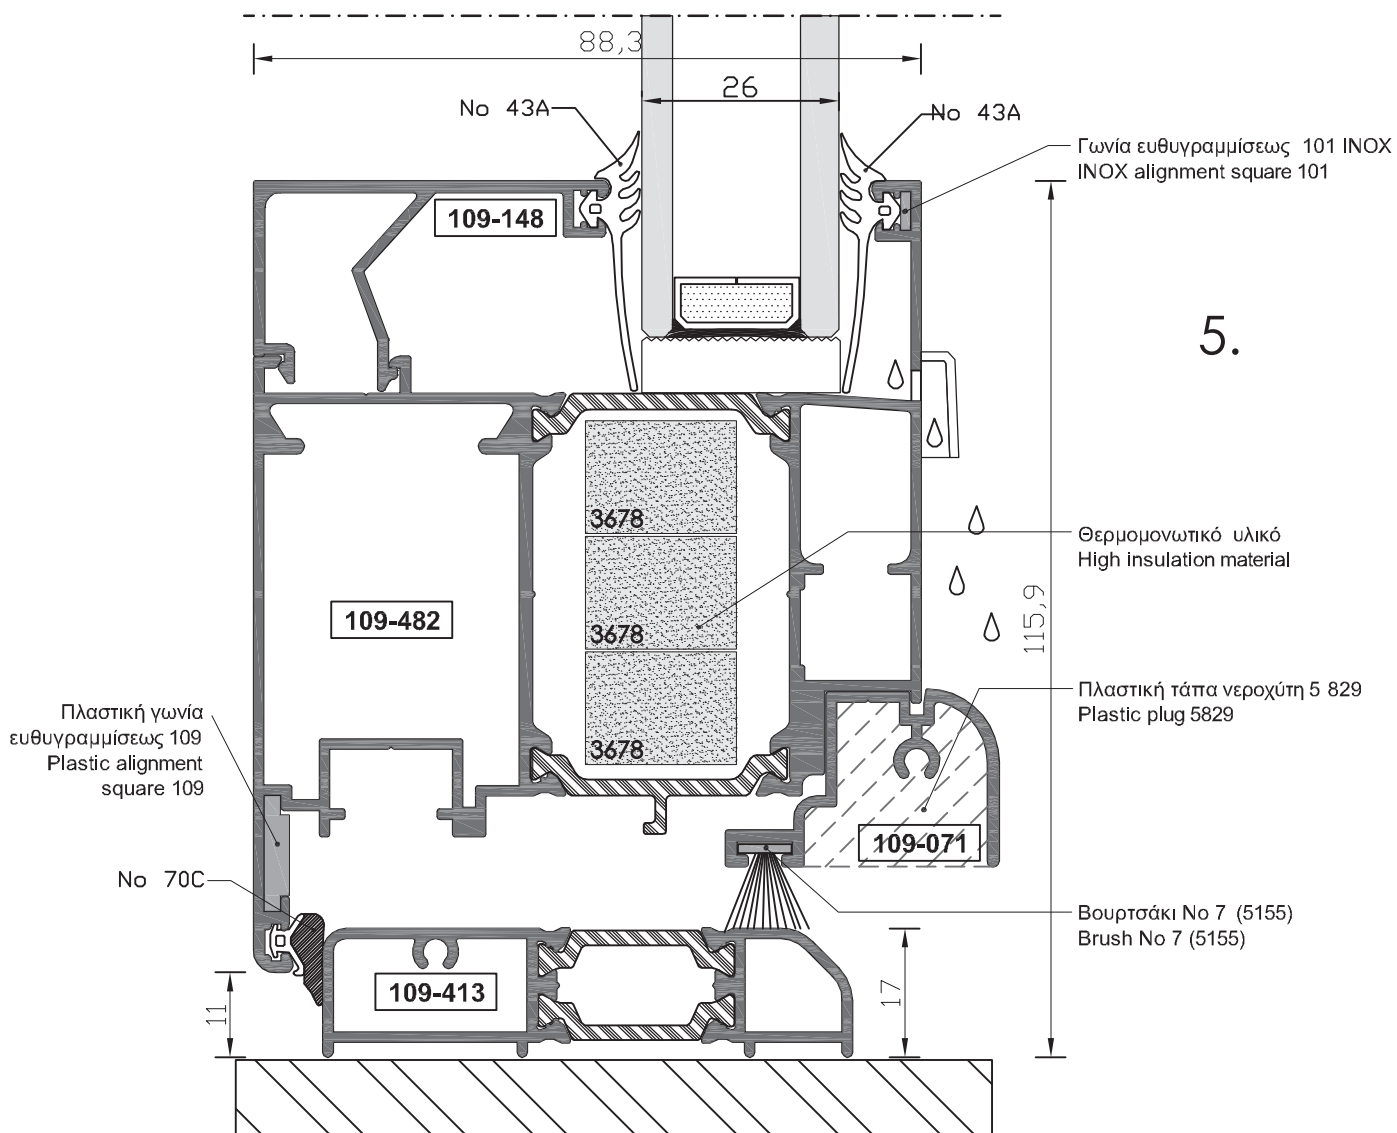 88,3
26
No 43A
No 43A
Γωνία ευθυγραμμίσεως 101 INOX
INOX alignment square 101
109-148
5.
3678
Θερμομονωτικό υλικό
High insulation material
3678
109-482
115,9
Πλαστική τάπα νεροχύτη 5 829
Plastic plug 5829
Πλαστική γωνία
ευθυγραμμίσεως 109
Plastic alignment
square 109
3678
109-071
No 70C
Βουρτσάκι No 7 (5155)
Brush No 7 (5155)
109-413
11
17